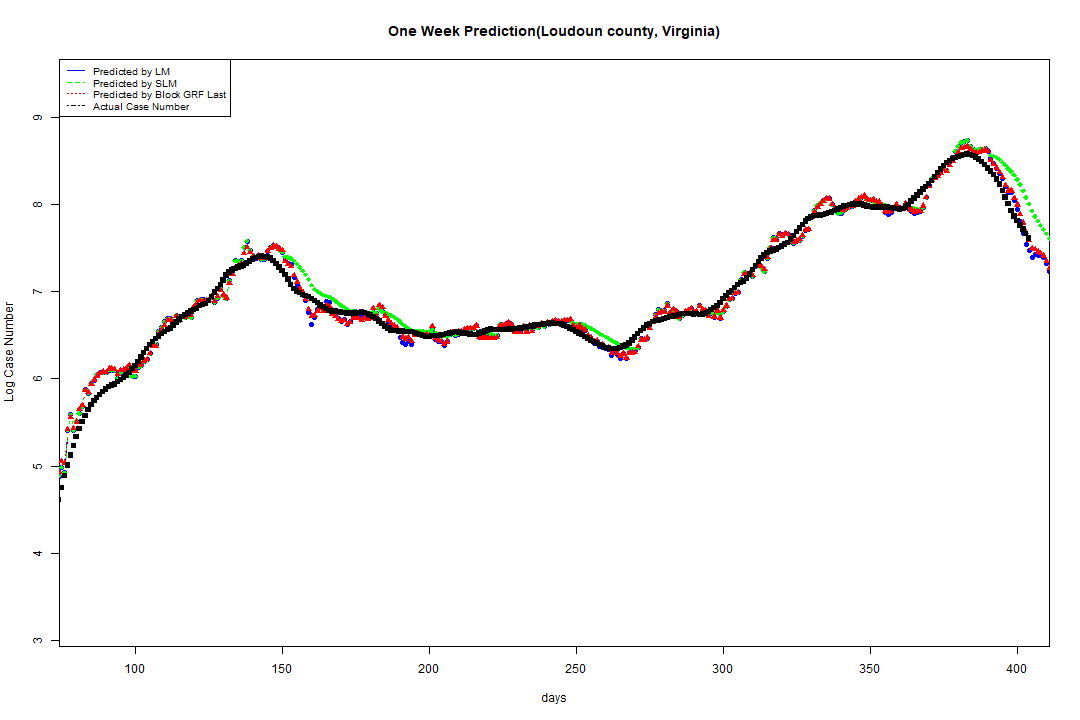 One Week Prediction(Loudoun county, Virginia)
Predicted by LM
Predicted by SLM
Predicted by Block GRF Last
Actual Case Number
9
8
7
6
5
4
3
Log Case Number
100 150 200 250 300 350 400
days